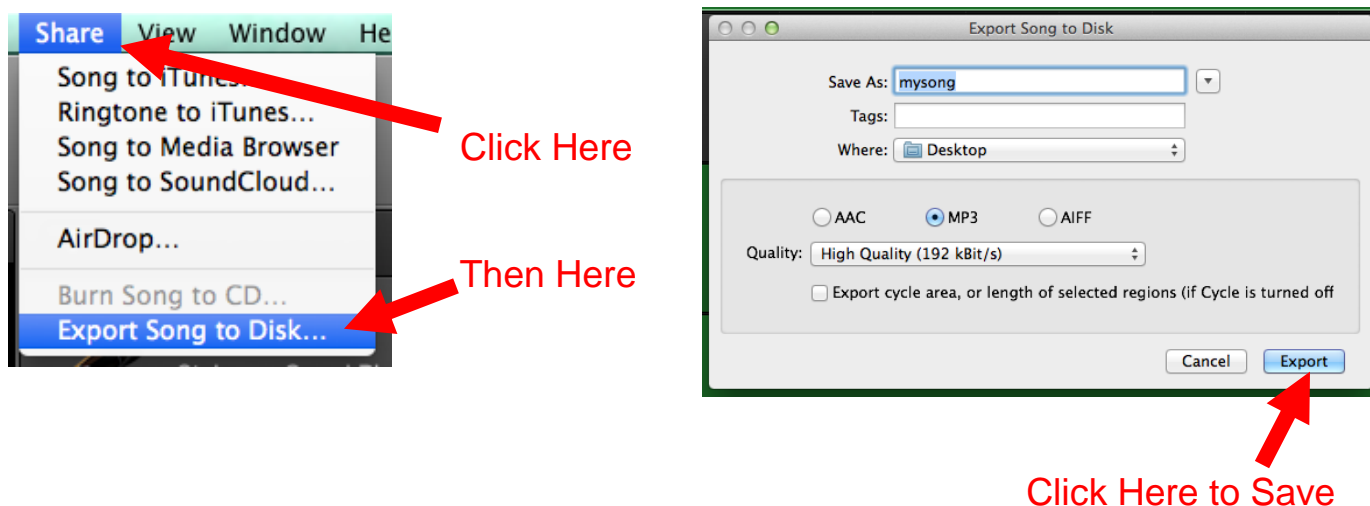 Share View Window He
Song to iTunes...
Ringtone to iTunes...
Song to Media Browser
Song to SoundCloud...
AirDrop...
Burn Song to CD...
Export Song to Disk...
Click Here
Then Here
Export Song to Disk
Save As: mysong
Tags:
Where: Desktop
AAC MP3 AIFF
Quality: High Quality (192 kBit/s)
Export cycle area, or length of selected regions (if Cycle is turned off
Cancel Export
Click Here to Save